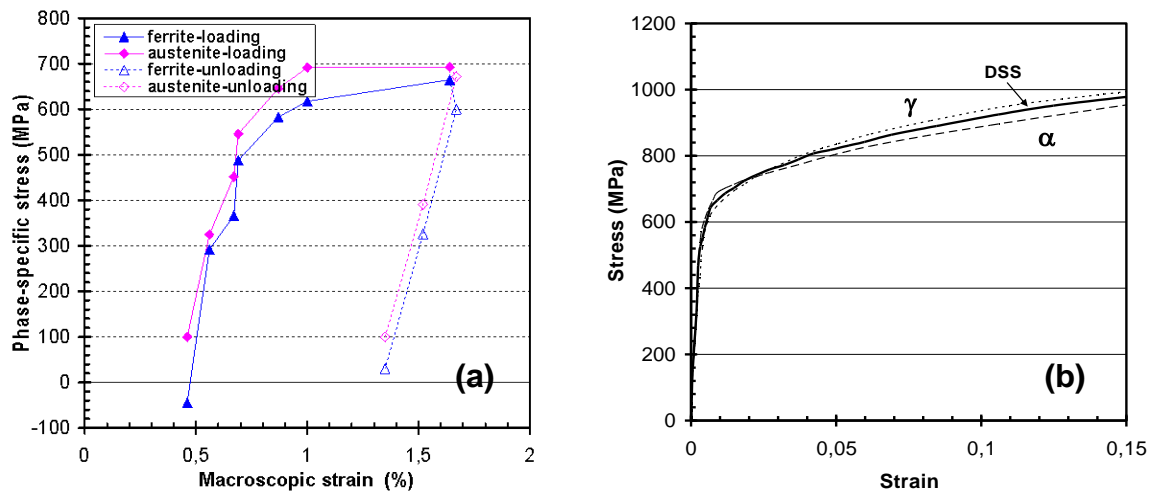 800
700
600
500
400
300
200
100
0
-100
Phase-specific stress (MPa)
ferrite-loading
austenite-loading
ferrite-unloading
austenite-unloading
(a)
0
0,5
1
1,5
2
Macroscopic strain (%)
1200
1000
800
600
400
200
0
Stress (MPa)
DSS
γ
α
(b)
0
0,05
0,1
0,15
Strain